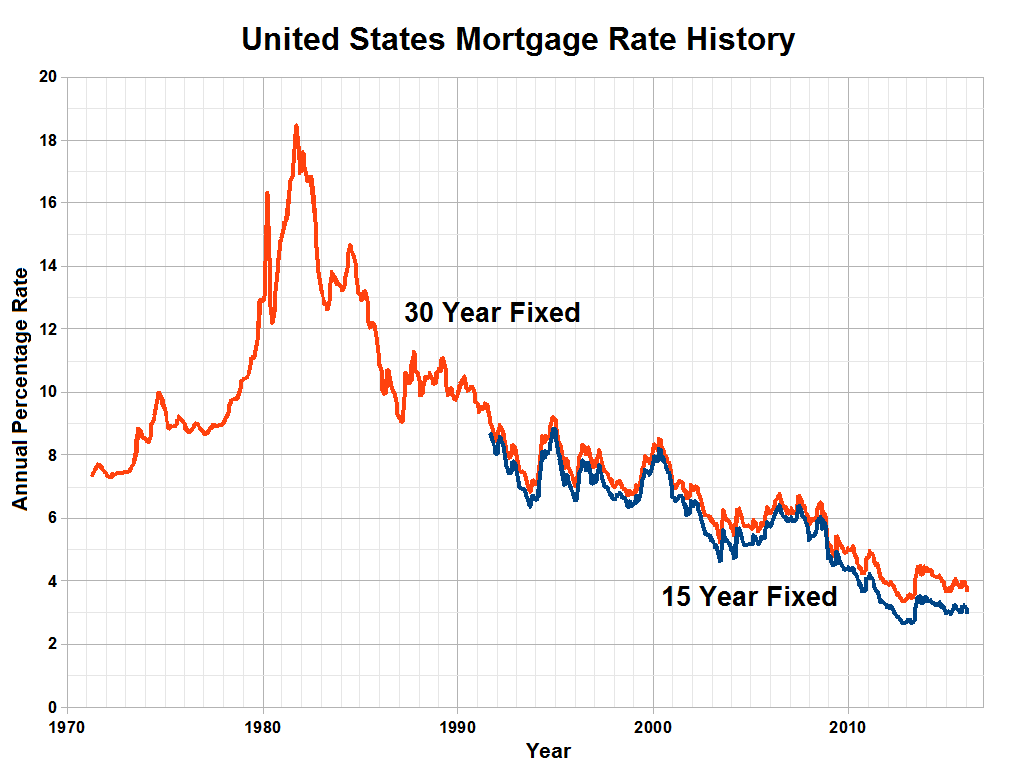 United States Mortgage Rate History
20
18
16
14
12
10
8
6
4
2
0
Annual Percentage Rate
30 Year Fixed
15 Year Fixed
1970 1980 1990 2000 2010
Year